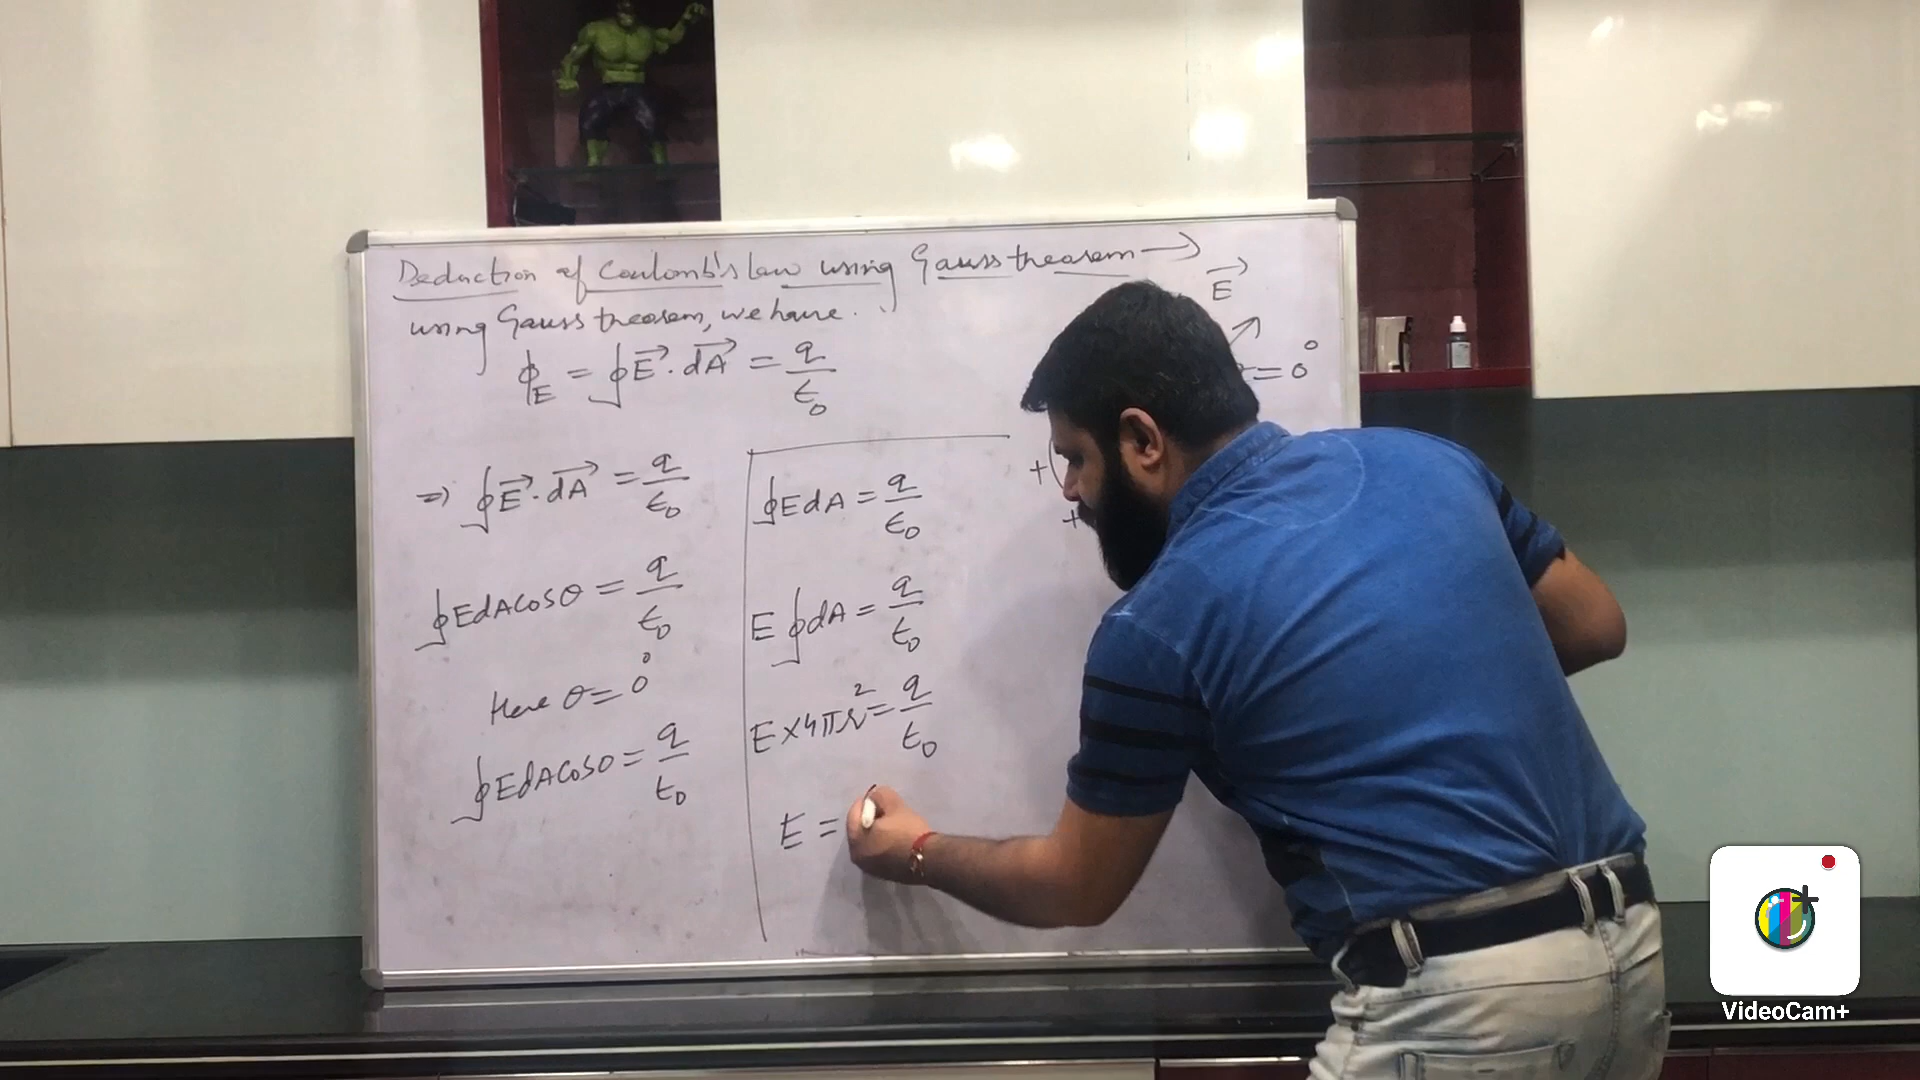 Deduction of Coulomb's law using Gauss theorem →
using Gauss theorem, we have.
ϕ_E = ∮E⃗.dA⃗ = q/ε₀
⇒ ∮E⃗.dA⃗ = q/ε₀
∮EdAcosθ = q/ε₀
Here θ = 0°
∮EdAcos0 = q/ε₀
∮EdA = q/ε₀
E∮dA = q/ε₀
E×4πr² = q/ε₀
E =
E⃗
= 0°
+
+
VideoCam+